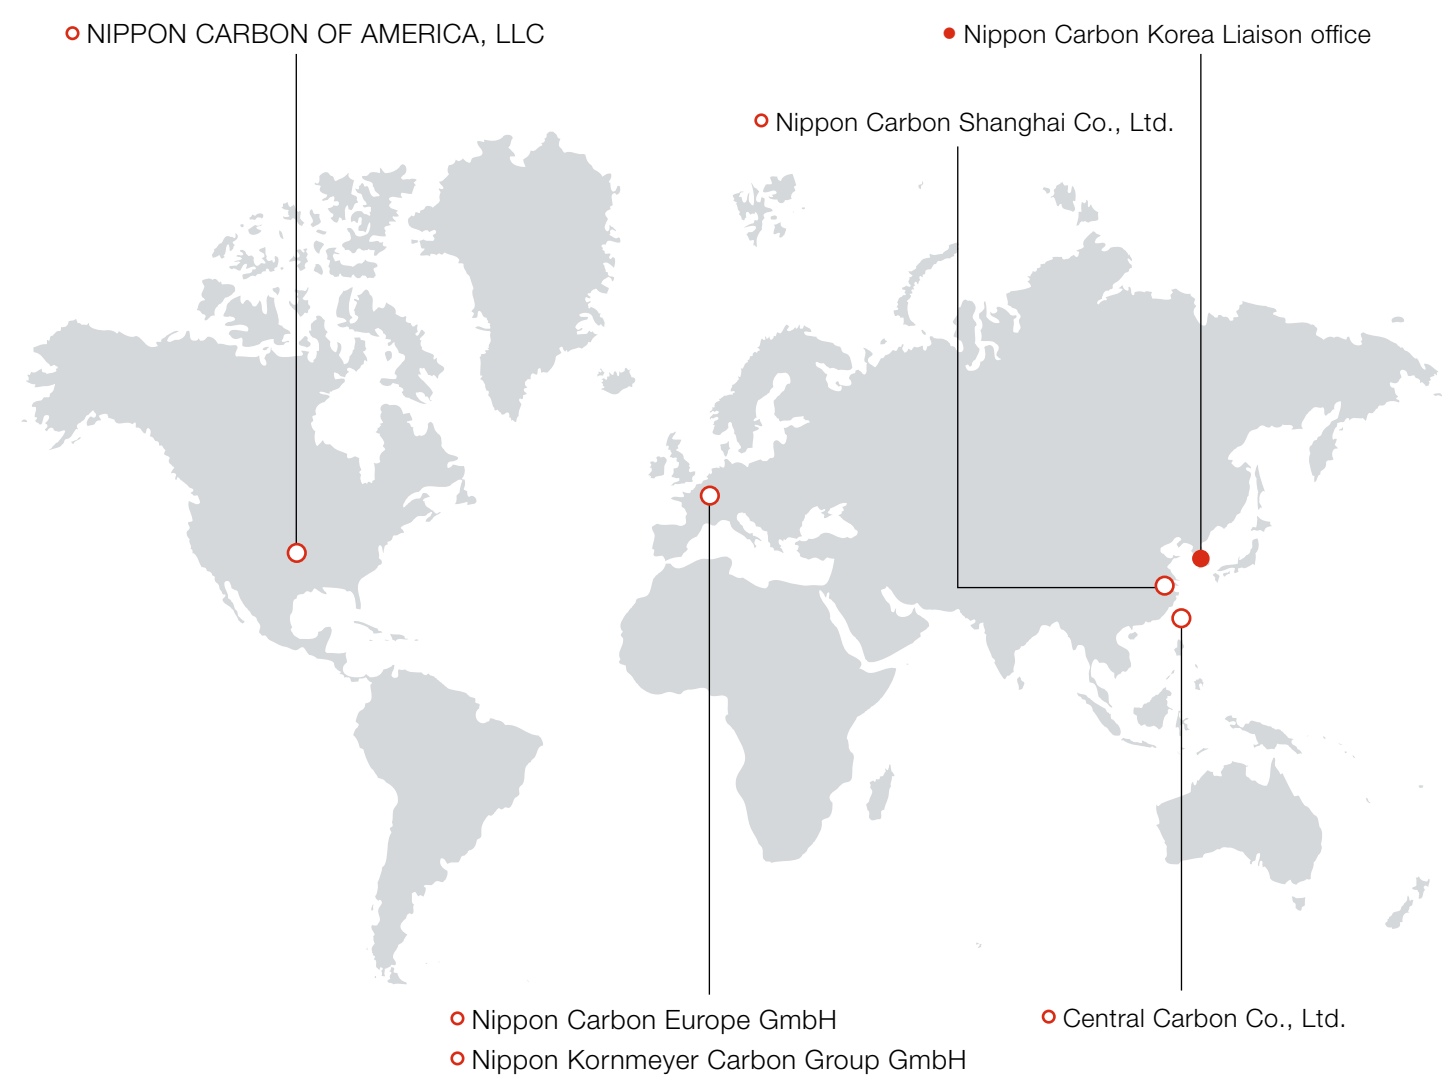 NIPPON CARBON OF AMERICA, LLC
Nippon Carbon Korea Liaison office
Nippon Carbon Shanghai Co., Ltd.
Nippon Carbon Europe GmbH
Central Carbon Co., Ltd.
Nippon Kornmeyer Carbon Group GmbH